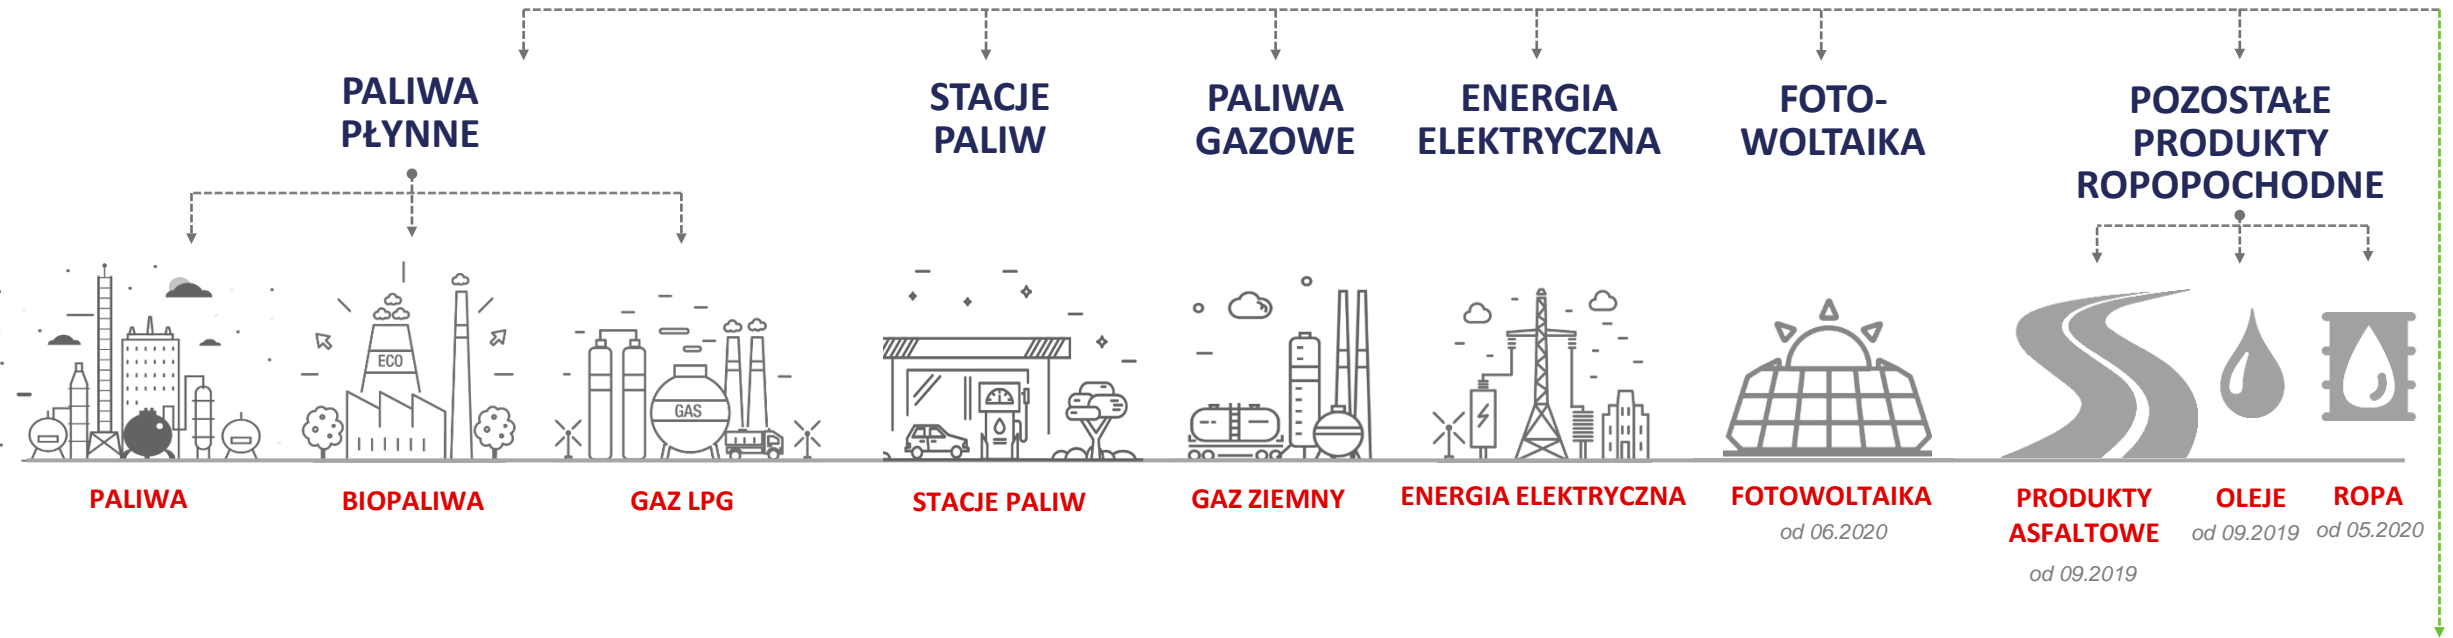 PALIWA
PŁYNNE
STACJE
PALIW
PALIWA
GAZOWE
ENERGIA
ELEKTRYCZNA
FOTO-
WOLTAIKA
POZOSTAŁE
PRODUKTY
ROPOPOCHODNE
ECO
GAS
PALIWA
BIOPALIWA
GAZ LPG
STACJE PALIW
GAZ ZIEMNY
ENERGIA ELEKTRYCZNA
FOTOWOLTAIKA
od 06.2020
PRODUKTY
ASFALTOWE
od 09.2019
OLEJE
od 09.2019
ROPA
od 05.2020